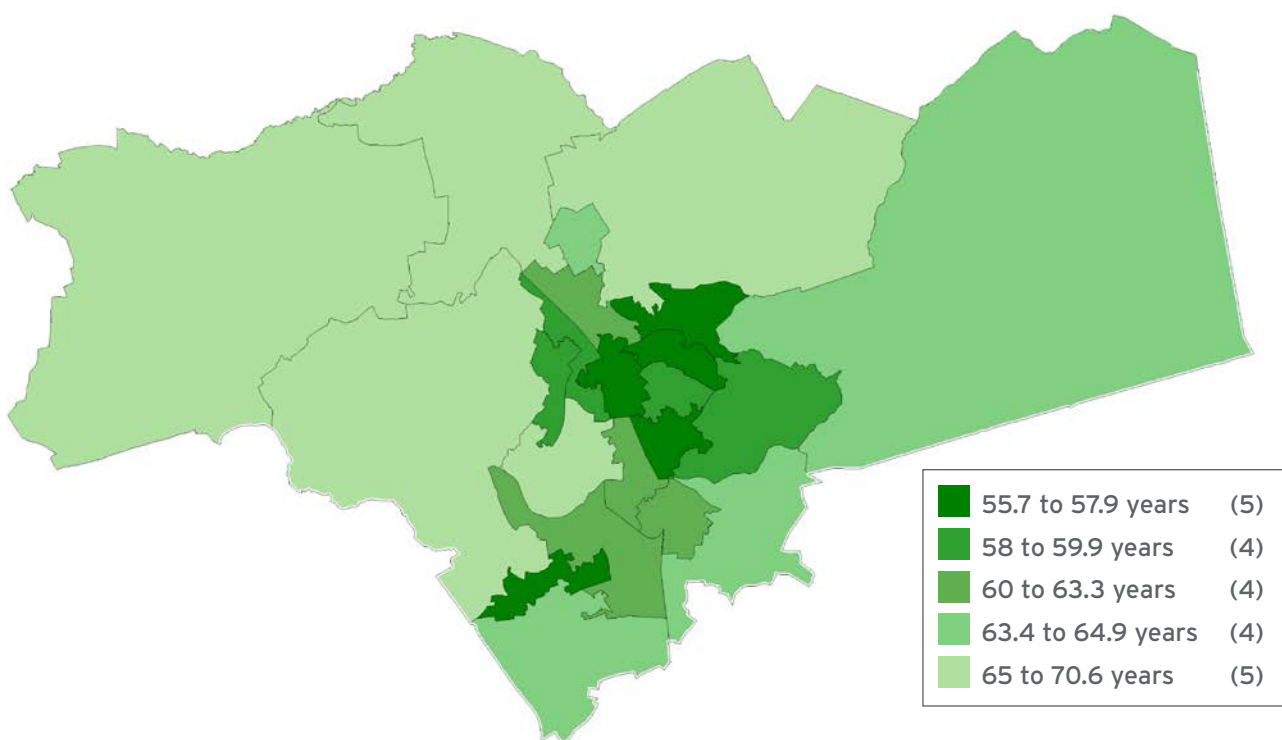 55.7 to 57.9 years (5)
58 to 59.9 years (4)
60 to 63.3 years (4)
63.4 to 64.9 years (4)
65 to 70.6 years (5)